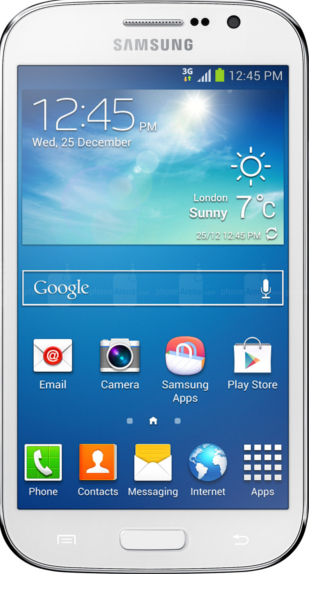 SAMSUNG
3G 12:45 PM
12:45 PM
Wed, 25 December
London
Sunny 7°C
25/12 12:45 PM
Google
Email Camera Samsung Apps Play Store
Phone Contacts Messaging Internet Apps